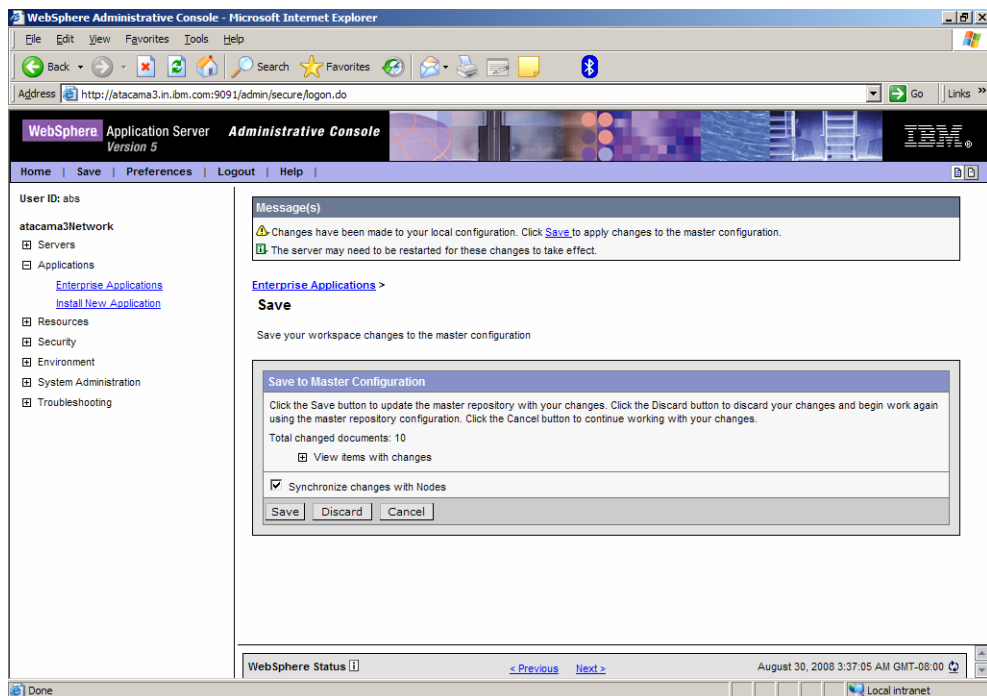 WebSphere Administrative Console - Microsoft Internet Explorer
File Edit View Favorites Tools Help
Back Search Favorites
Address http://atacama3.in.ibm.com:9091/admin/secure/logon.do Go Links »
WebSphere Application Server Administrative Console
Version 5
IBM.
Home | Save | Preferences | Logout | Help |
User ID: abs
atacama3Network
Servers
Applications
Enterprise Applications
Install New Application
Resources
Security
Environment
System Administration
Troubleshooting
Message(s)
Changes have been made to your local configuration. Click Save to apply changes to the master configuration.
The server may need to be restarted for these changes to take effect.
Enterprise Applications >
Save
Save your workspace changes to the master configuration
Save to Master Configuration
Click the Save button to update the master repository with your changes. Click the Discard button to discard your changes and begin work again
using the master repository configuration. Click the Cancel button to continue working with your changes.
Total changed documents: 10
View items with changes
Synchronize changes with Nodes
Save Discard Cancel
WebSphere Status i < Previous Next > August 30, 2008 3:37:05 AM GMT-08:00
Done Local intranet